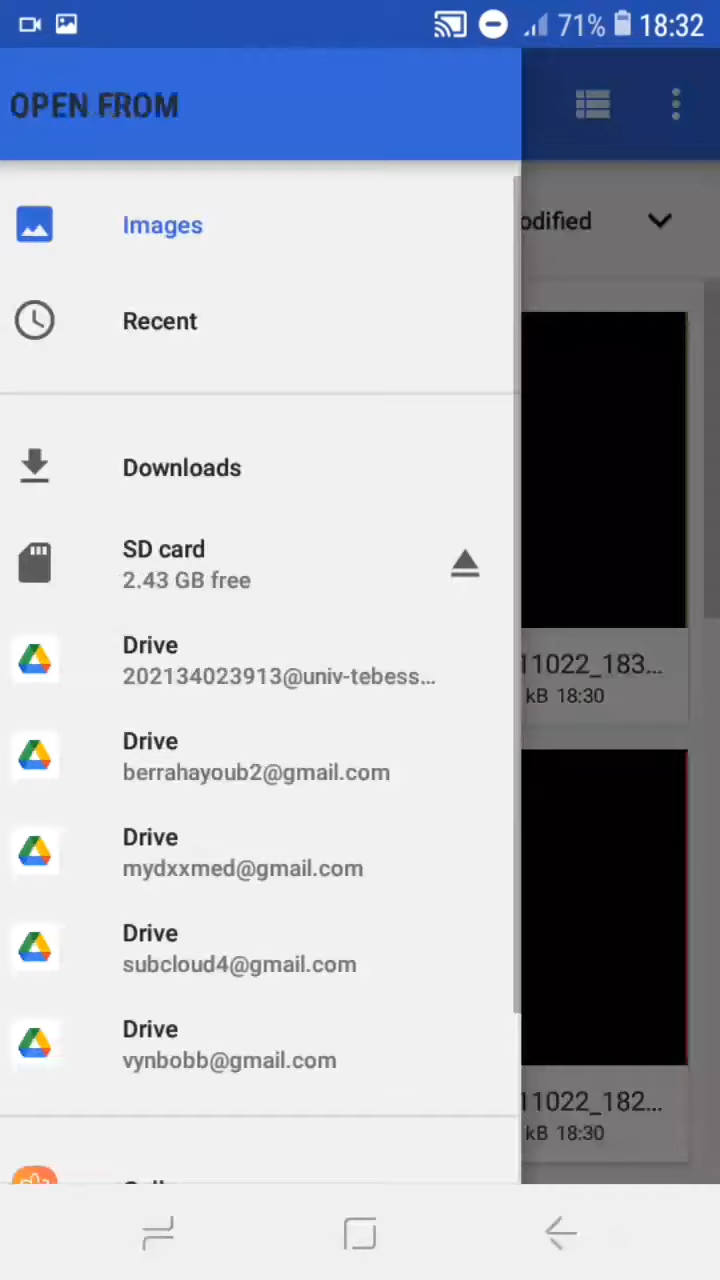 71% 18:32
OPEN FROM
Images
odified
Recent
Downloads
SD card
2.43 GB free
Drive
202134023913@univ-tebess...
11022_183...
kB 18:30
Drive
berrahayoub2@gmail.com
Drive
mydxxmed@gmail.com
Drive
subcloud4@gmail.com
Drive
vynbobb@gmail.com
11022_182...
kB 18:30